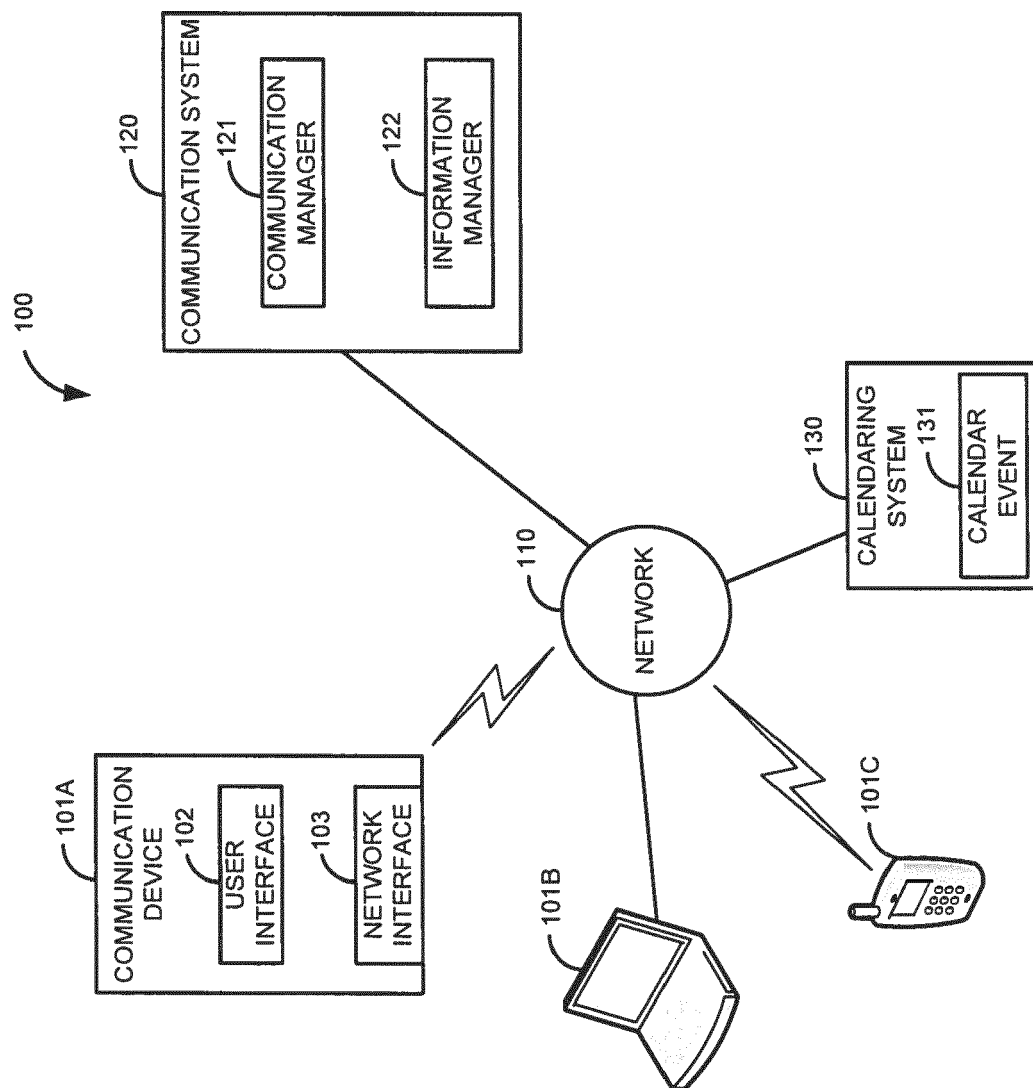 100
101A
COMMUNICATION
DEVICE
102
USER
INTERFACE
103
NETWORK
INTERFACE
120
COMMUNICATION SYSTEM
121
COMMUNICATION
MANAGER
122
INFORMATION
MANAGER
110
NETWORK
101B
101C
130
CALENDARING
SYSTEM
131
CALENDAR
EVENT